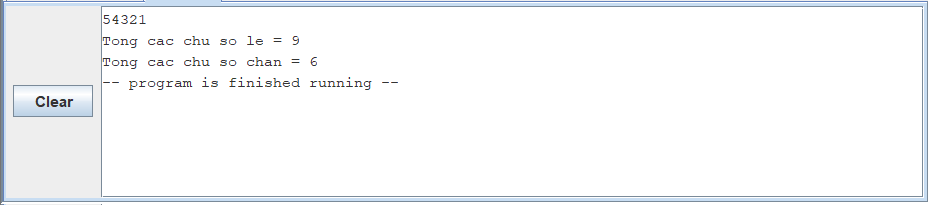 54321
Tong cac chu so le = 9
Tong cac chu so chan = 6
-- program is finished running --
Clear